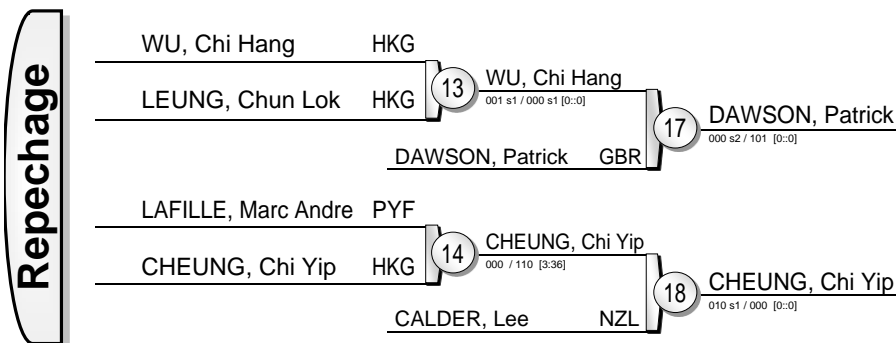 Repechage
WU, Chi Hang HKG
LEUNG, Chun Lok HKG
13
WU, Chi Hang
001 s1 / 000 s1 [0::0]
DAWSON, Patrick GBR
17
DAWSON, Patrick
000 s2 / 101 [0::0]
LAFILLE, Marc Andre PYF
CHEUNG, Chi Yip HKG
14
CHEUNG, Chi Yip
000 / 110 [3:36]
CALDER, Lee NZL
18
CHEUNG, Chi Yip
010 s1 / 000 [0::0]